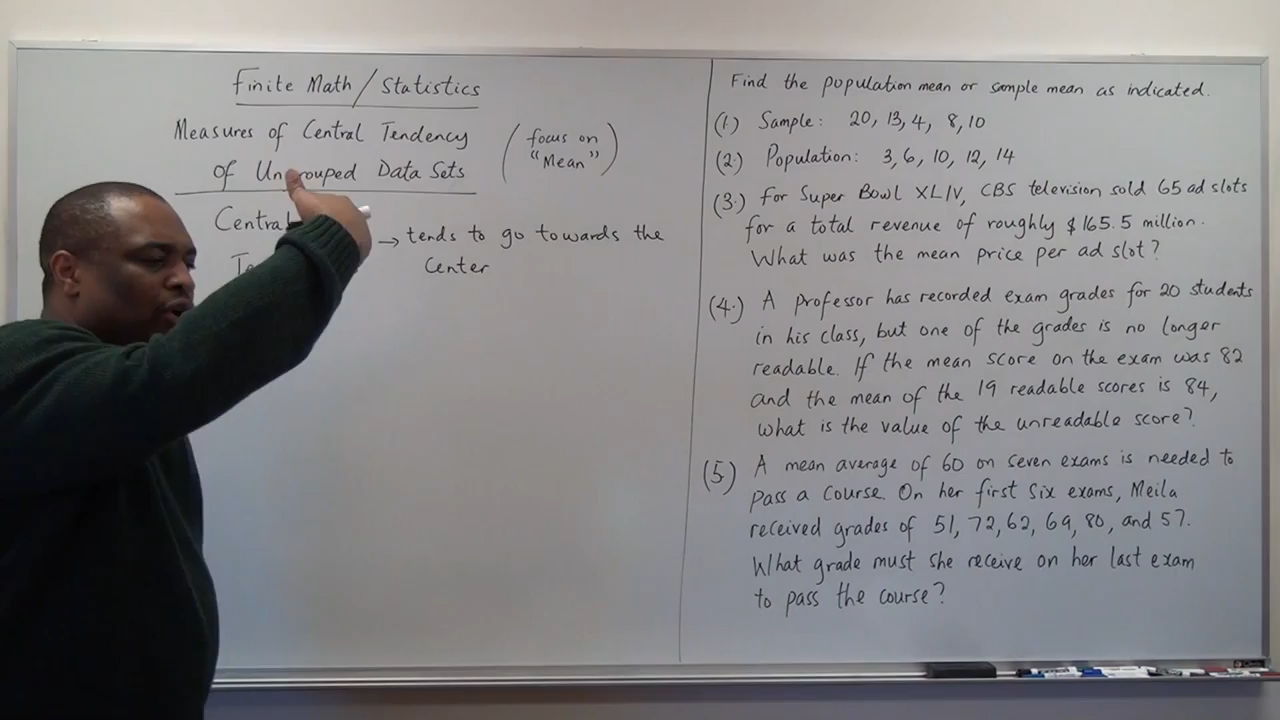 Finite Math / Statistics
Measures of Central Tendency
of Ungrouped Data Sets
(focus on
"Mean")
Central
→ tends to go towards the
Center
Find the population mean or sample mean as indicated.
(1) Sample: 20, 13, 4, 8, 10
(2.) Population: 3, 6, 10, 12, 14
(3.) For Super Bowl XLIV, CBS television sold 65 ad slots
for a total revenue of roughly $165.5 million.
What was the mean price per ad slot?
(4.) A professor has recorded exam grades for 20 students
in his class, but one of the grades is no longer
readable. If the mean score on the exam was 82
and the mean of the 19 readable scores is 84,
what is the value of the unreadable score?
(5) A mean average of 60 on seven exams is needed to
pass a course. On her first six exams, Meila
received grades of 51, 72, 62, 69, 80, and 57.
What grade must she receive on her last exam
to pass the course?